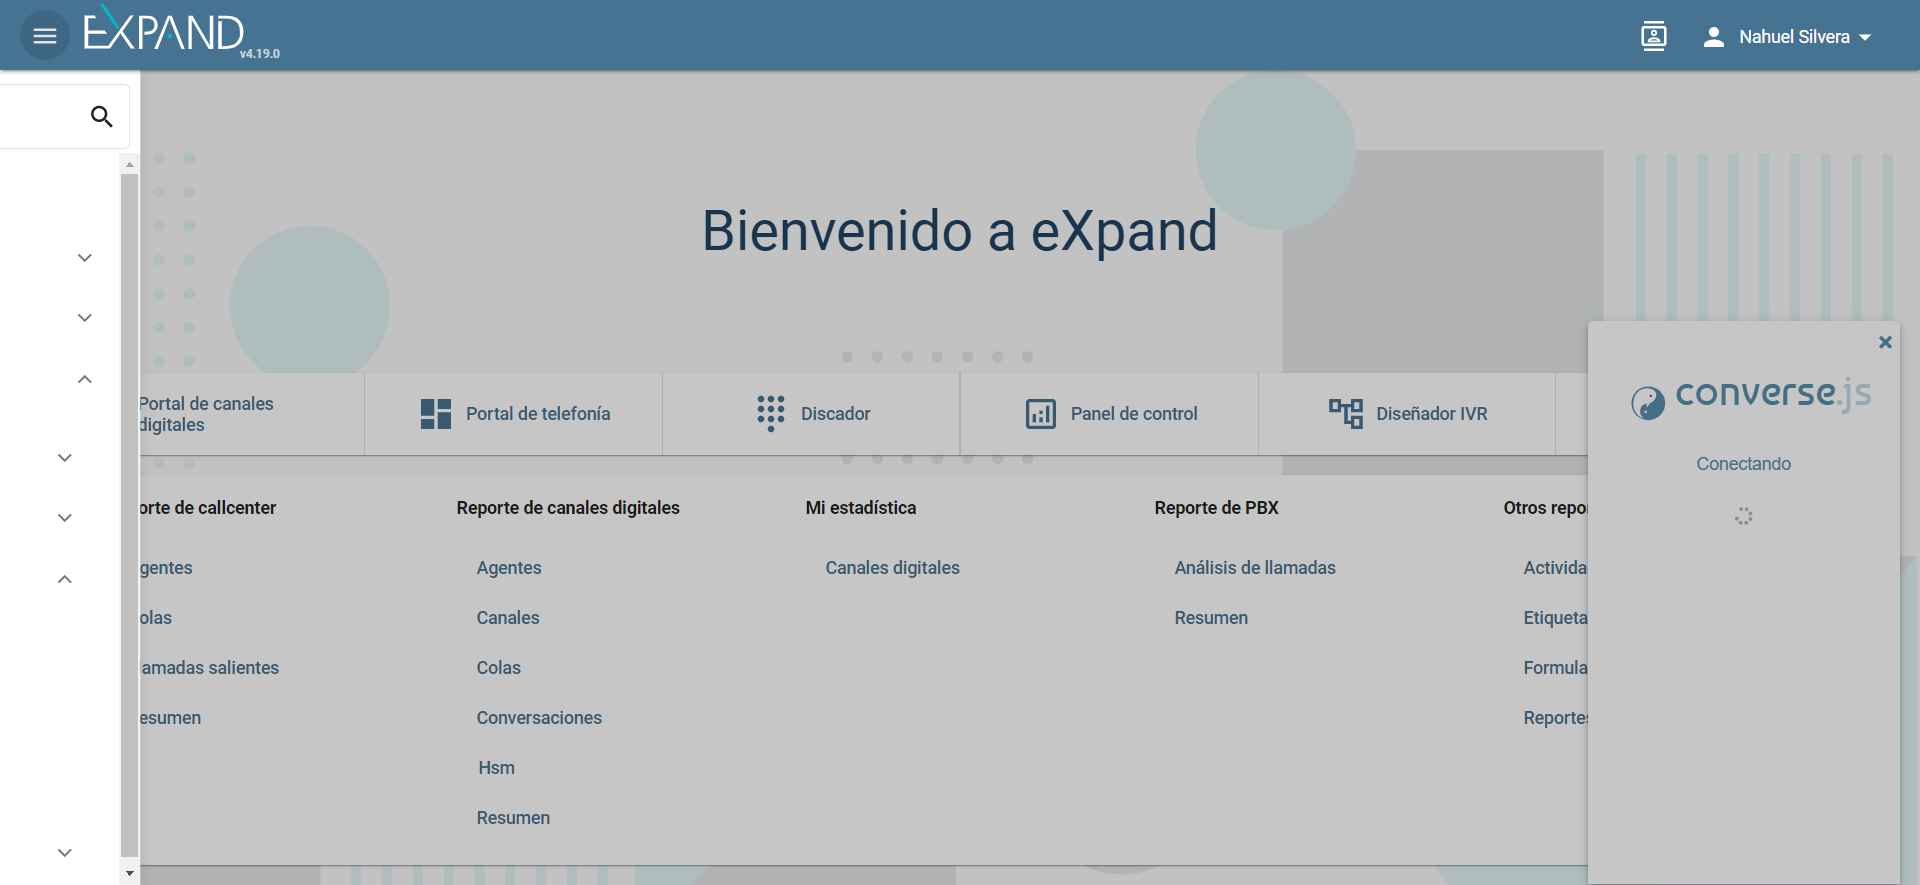 EXPAND
v4.19.0
Nahuel Silvera
Bienvenido a eXpand
Portal de canales
digitales
Portal de telefonía
Discador
Panel de control
Diseñador IVR
converse.js
Conectando
orte de callcenter
gentes
olas
lamadas salientes
esumen
Reporte de canales digitales
Agentes
Canales
Colas
Conversaciones
Hsm
Resumen
Mi estadística
Canales digitales
Reporte de PBX
Análisis de llamadas
Resumen
Otros repo
Activida
Etiqueta
Formula
Reportes